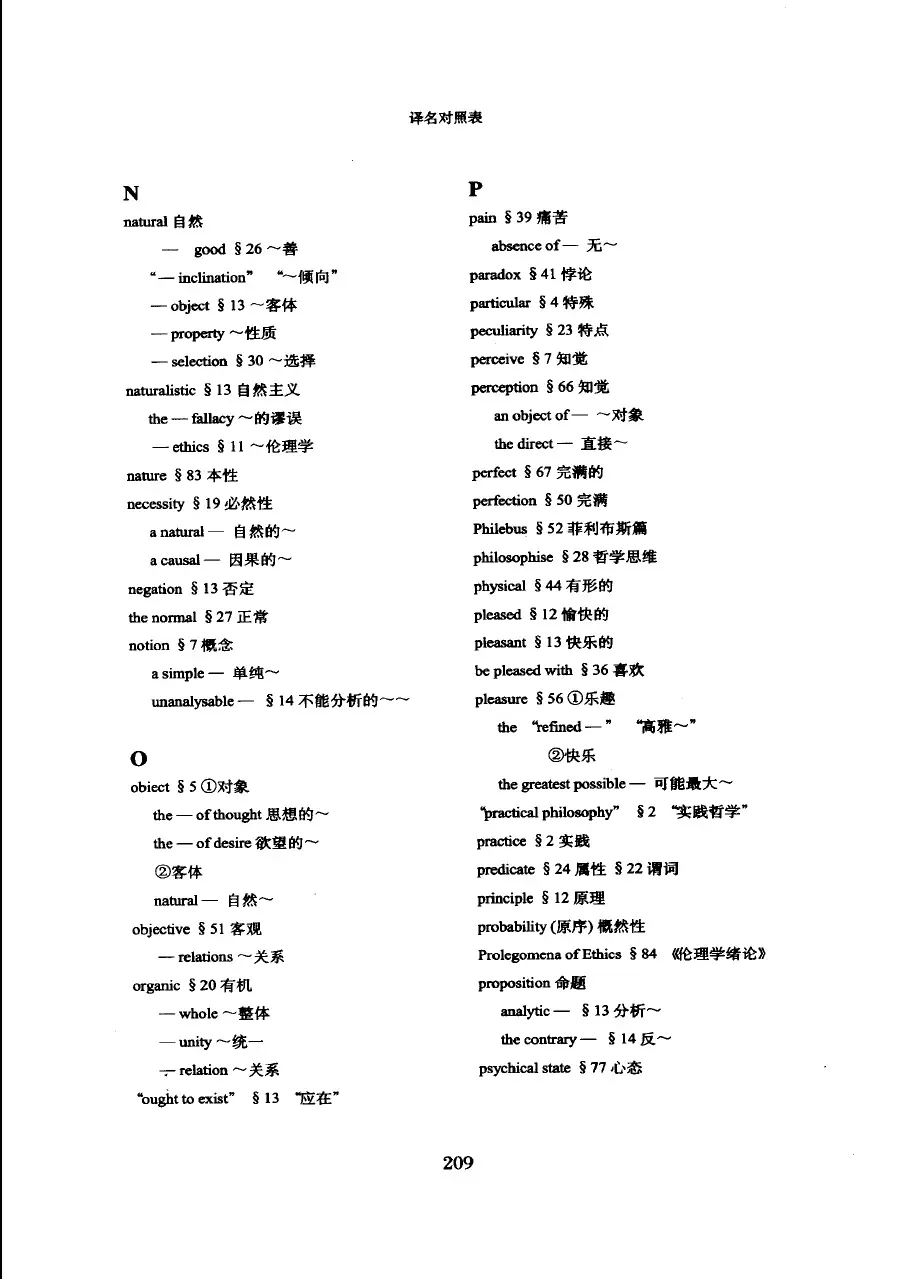 译名对照表
N
natural 自然
— good § 26 ～善
“— inclination” “～倾向”
— object § 13 ～客体
— property ～性质
— selection § 30 ～选择
naturalistic § 13 自然主义
the — fallacy ～的谬误
— ethics § 11 ～伦理学
nature § 83 本性
necessity § 19 必然性
a natural — 自然的～
a causal — 因果的～
negation § 13 否定
the normal § 27 正常
notion § 7 概念
a simple — 单纯～
unanalysable — § 14 不能分析的～～
O
obiect § 5 ①对象
the — of thought 思想的～
the — of desire 欲望的～
②客体
natural — 自然～
objective § 51 客观
— relations ～关系
organic § 20 有机
— whole ～整体
— unity ～统一
— relation ～关系
“ought to exist” § 13 “应在”
P
pain § 39 痛苦
absence of — 无～
paradox § 41 悖论
particular § 4 特殊
peculiarity § 23 特点
perceive § 7 知觉
perception § 66 知觉
an object of — ～对象
the direct — 直接～
perfect § 67 完满的
perfection § 50 完满
Philebus § 52 菲利布斯篇
philosophise § 28 哲学思维
physical § 44 有形的
pleased § 12 愉快的
pleasant § 13 快乐的
be pleased with § 36 喜欢
pleasure § 56 ①乐趣
the “refined — ” “高雅～”
②快乐
the greatest possible — 可能最大～
“practical philosophy” § 2 “实践哲学”
practice § 2 实践
predicate § 24 属性 § 22 谓词
principle § 12 原理
probability (原序) 概然性
Prolegomena of Ethics § 84 《伦理学绪论》
proposition 命题
analytic — § 13 分析～
the contrary — § 14 反～
psychical state § 77 心态
209